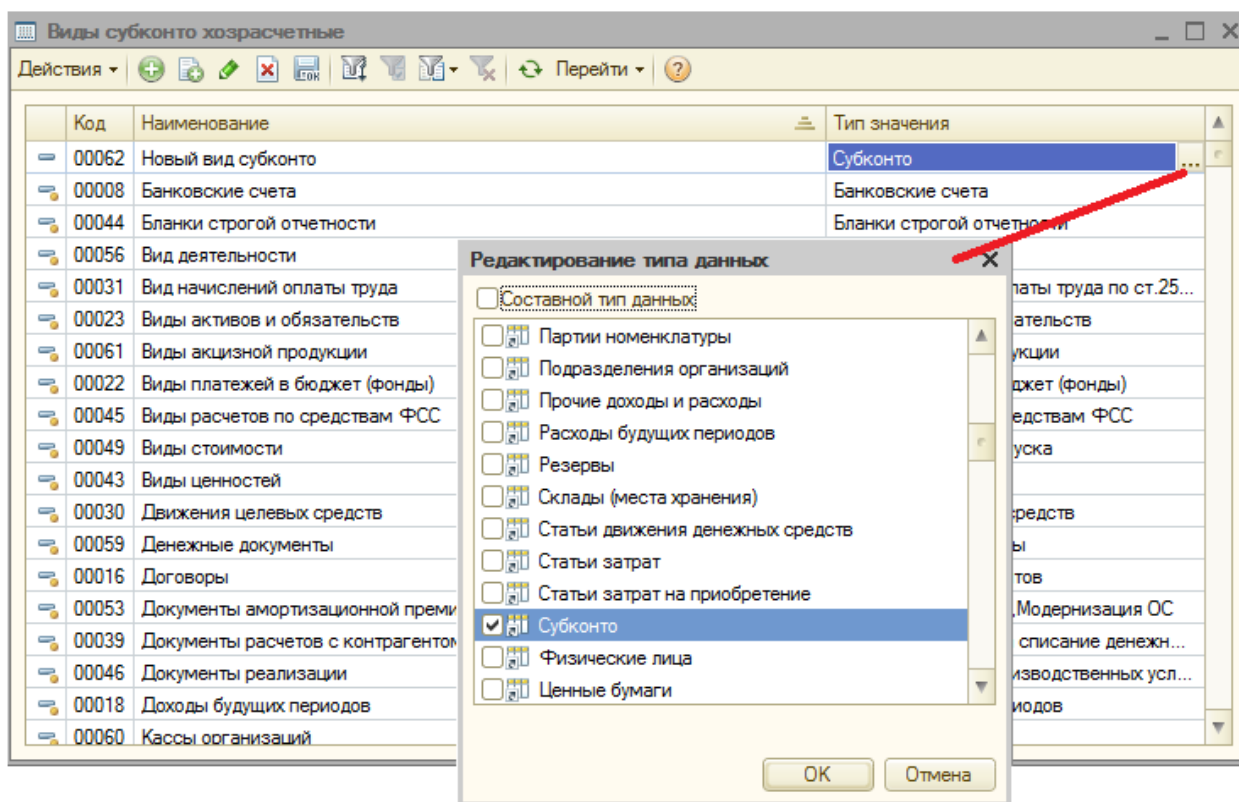 Виды субконто хозрасчетные
Действия Перейти
Код Наименование Тип значения
00062 Новый вид субконто Субконто ...
00008 Банковские счета Банковские счета
00044 Бланки строгой отчетности Бланки строгой отчетности
00056 Вид деятельности
00031 Вид начислений оплаты труда латы труда по ст.25...
00023 Виды активов и обязательств ательств
00061 Виды акцизной продукции укции
00022 Виды платежей в бюджет (фонды) джет (фонды)
00045 Виды расчетов по средствам ФСС едствам ФСС
00049 Виды стоимости уска
00043 Виды ценностей
00030 Движения целевых средств средств
00059 Денежные документы ы
00016 Договоры тов
00053 Документы амортизационной преми ,Модернизация ОС
00039 Документы расчетов с контрагентом списание денежн...
00046 Документы реализации изводственных усл...
00018 Доходы будущих периодов иодов
00060 Кассы организаций
Редактирование типа данных
Составной тип данных
Партии номенклатуры
Подразделения организаций
Прочие доходы и расходы
Расходы будущих периодов
Резервы
Склады (места хранения)
Статьи движения денежных средств
Статьи затрат
Статьи затрат на приобретение
Субконто
Физические лица
Ценные бумаги
OK Отмена